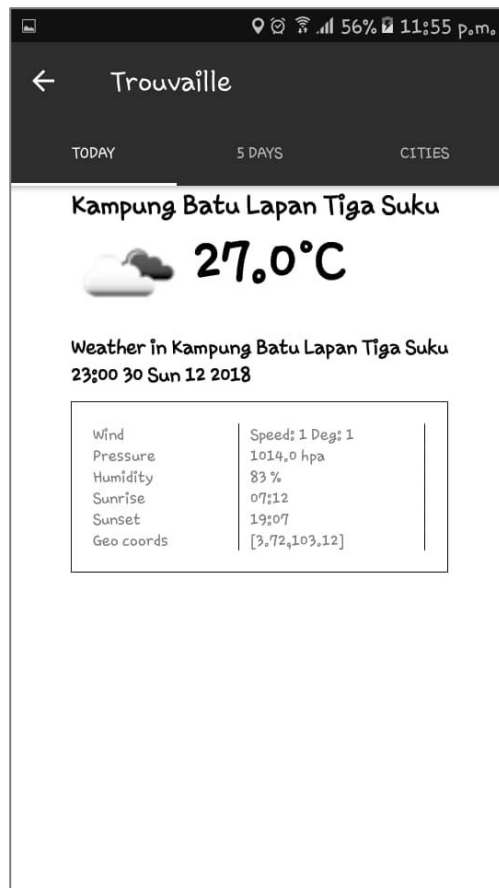 56% 11:55 p.m.
Trouvaille
TODAY 5 DAYS CITIES
Kampung Batu Lapan Tiga Suku
27.0°C
Weather in Kampung Batu Lapan Tiga Suku
23:00 30 Sun 12 2018
Wind Speed: 1 Deg: 1
Pressure 1014.0 hpa
Humidity 83 %
Sunrise 07:12
Sunset 19:07
Geo coords [3.72,103.12]